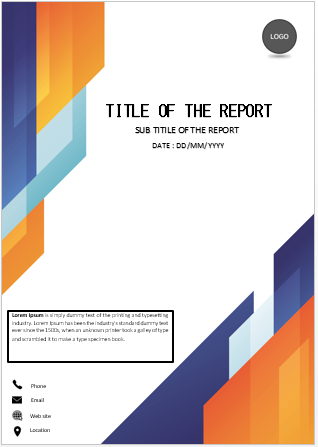 LOGO
TITLE OF THE REPORT
SUB TITILE OF THE REPORT
DATE : DD/MM/YYYY
Lorem Ipsum is simply dummy text of the printing and typesetting
industry. Lorem Ipsum has been the industry's standard dummy text
ever since the 1500s, when an unknown printer took a galley of type
and scrambled it to make a type specimen book.
Phone
Email
Web site
Location